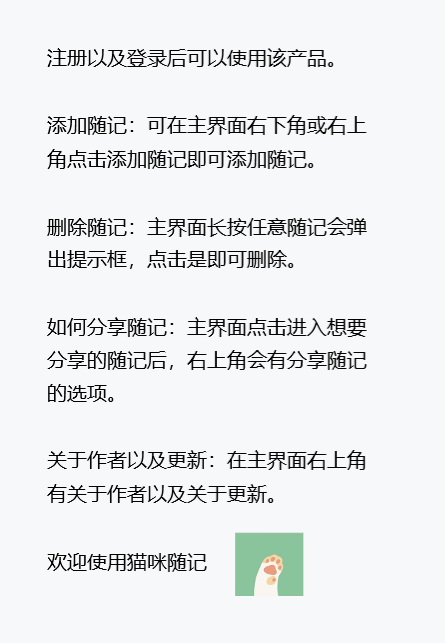 注册以及登录后可以使用该产品。
添加随记：可在主界面右下角或右上
角点击添加随记即可添加随记。
删除随记：主界面长按任意随记会弹
出提示框，点击是即可删除。
如何分享随记：主界面点击进入想要
分享的随记后，右上角会有分享随记
的选项。
关于作者以及更新：在主界面右上角
有关于作者以及关于更新。
欢迎使用猫咪随记